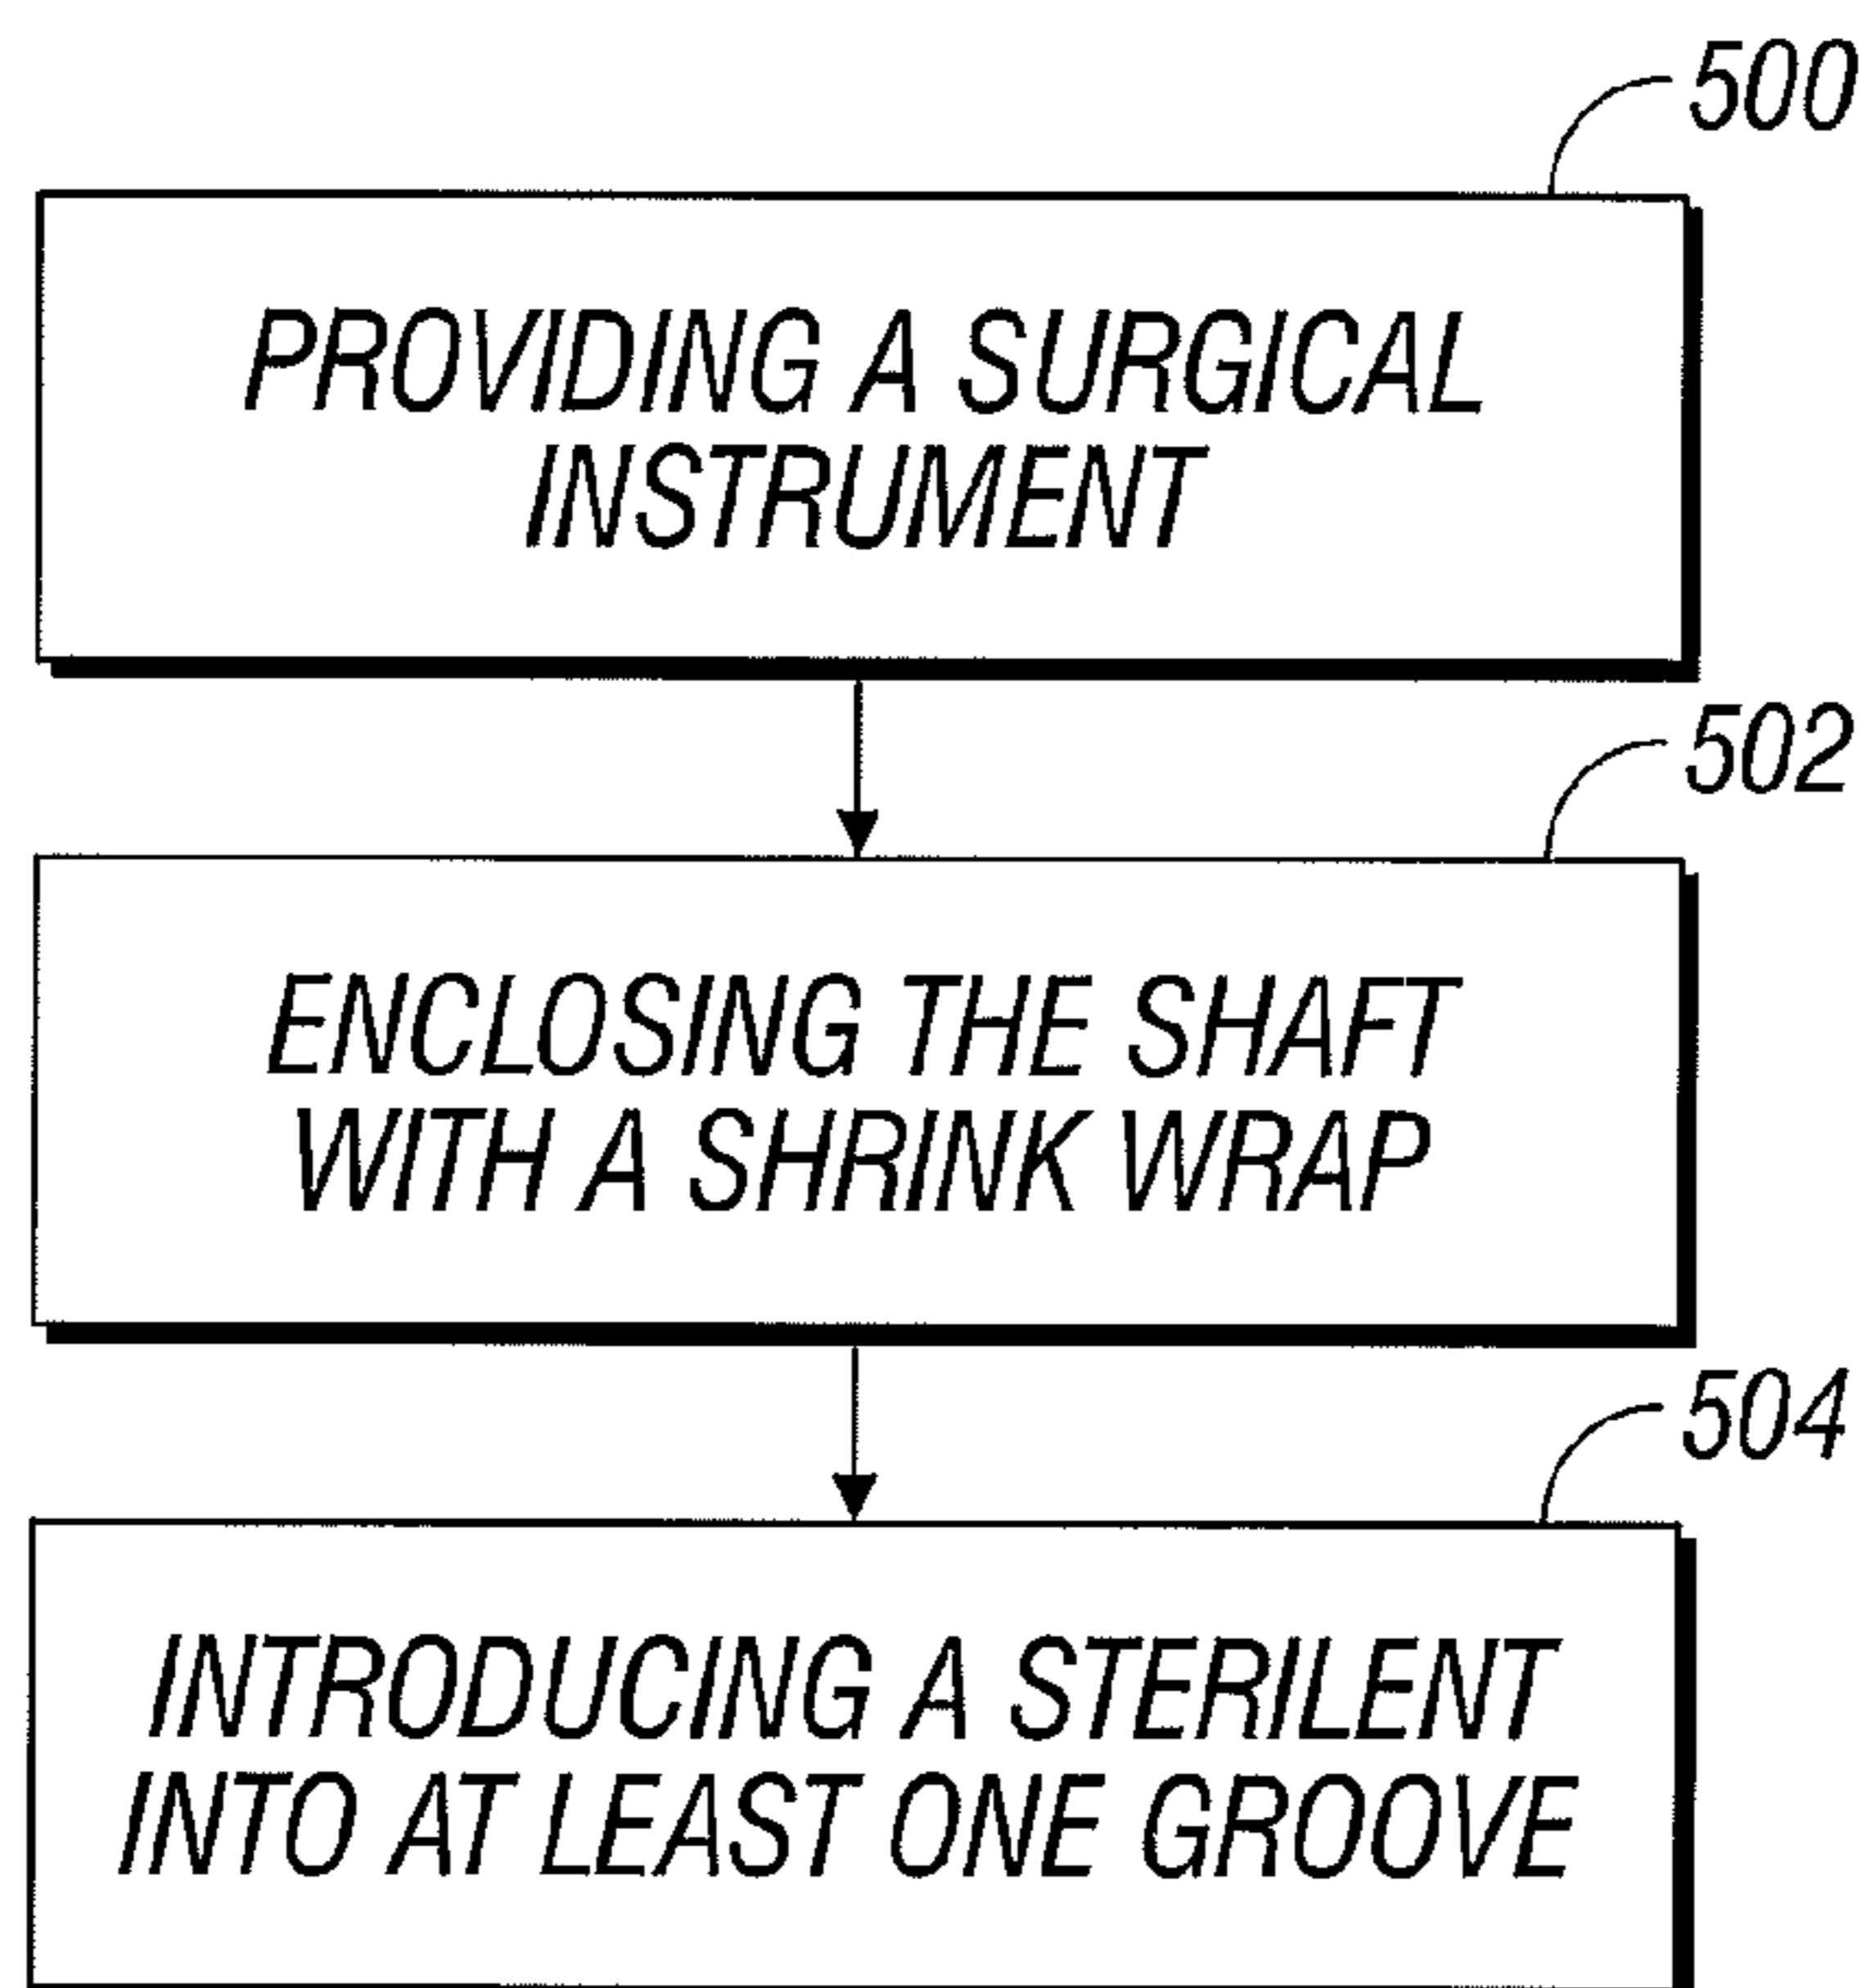 500
PROVIDING A SURGICAL
INSTRUMENT
502
ENCLOSING THE SHAFT
WITH A SHRINK WRAP
504
INTRODUCING A STERILENT
INTO AT LEAST ONE GROOVE